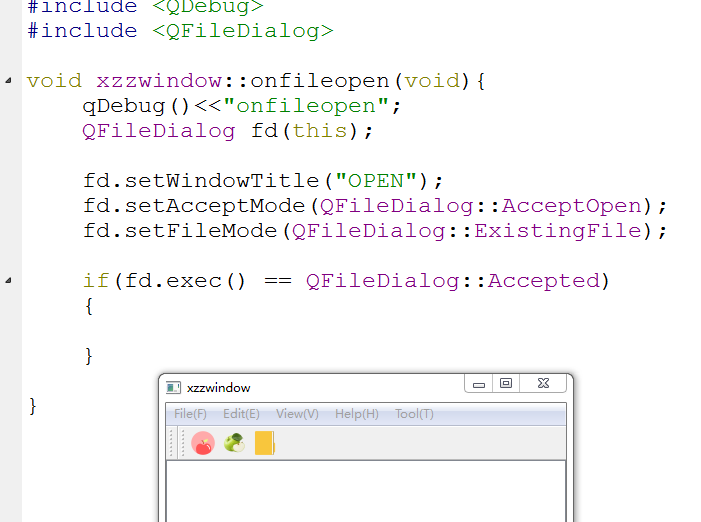 #include <QDebug>
#include <QFileDialog>
void xzzwindow::onfileopen(void){
    qDebug()<<"onfileopen";
    QFileDialog fd(this);
    fd.setWindowTitle("OPEN");
    fd.setAcceptMode(QFileDialog::AcceptOpen);
    fd.setFileMode(QFileDialog::ExistingFile);
    if(fd.exec() == QFileDialog::Accepted)
    {
    }
}
xzzwindow
File(F) Edit(E) View(V) Help(H) Tool(T)